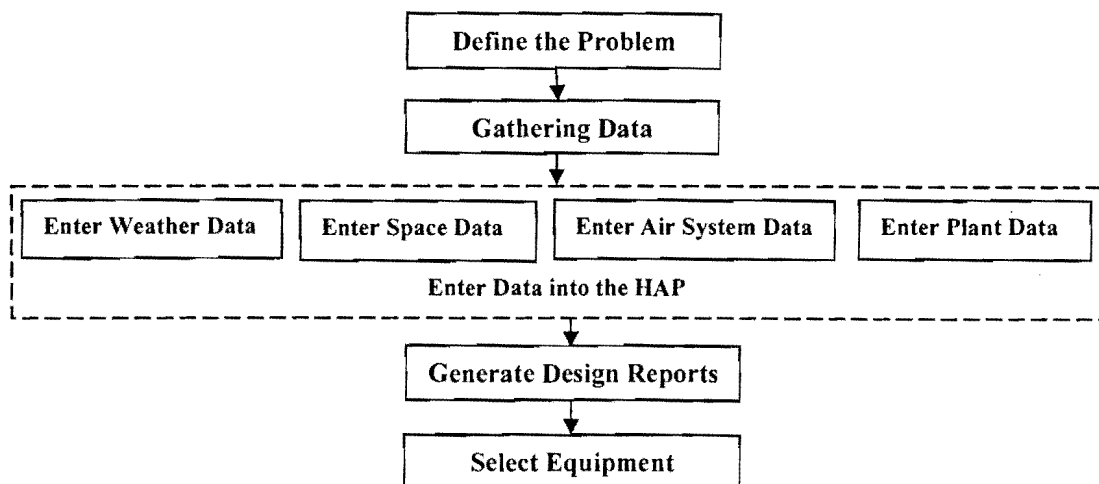 Define the Problem
Gathering Data
Enter Weather Data
Enter Space Data
Enter Air System Data
Enter Plant Data
Enter Data into the HAP
Generate Design Reports
Select Equipment